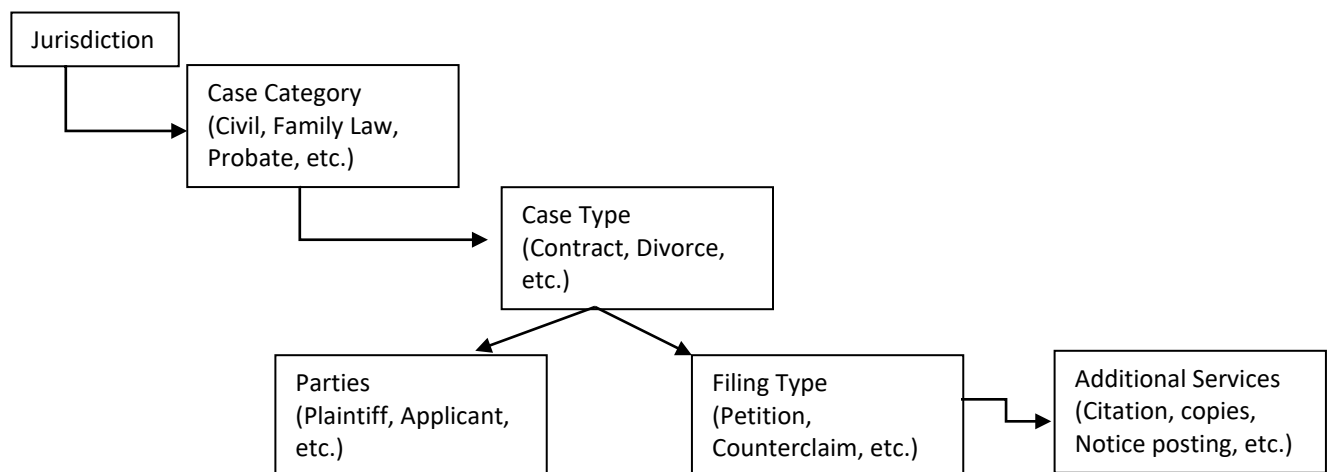 Jurisdiction
Case Category
(Civil, Family Law,
Probate, etc.)
Case Type
(Contract, Divorce,
etc.)
Parties
(Plaintiff, Applicant,
etc.)
Filing Type
(Petition,
Counterclaim, etc.)
Additional Services
(Citation, copies,
Notice posting, etc.)